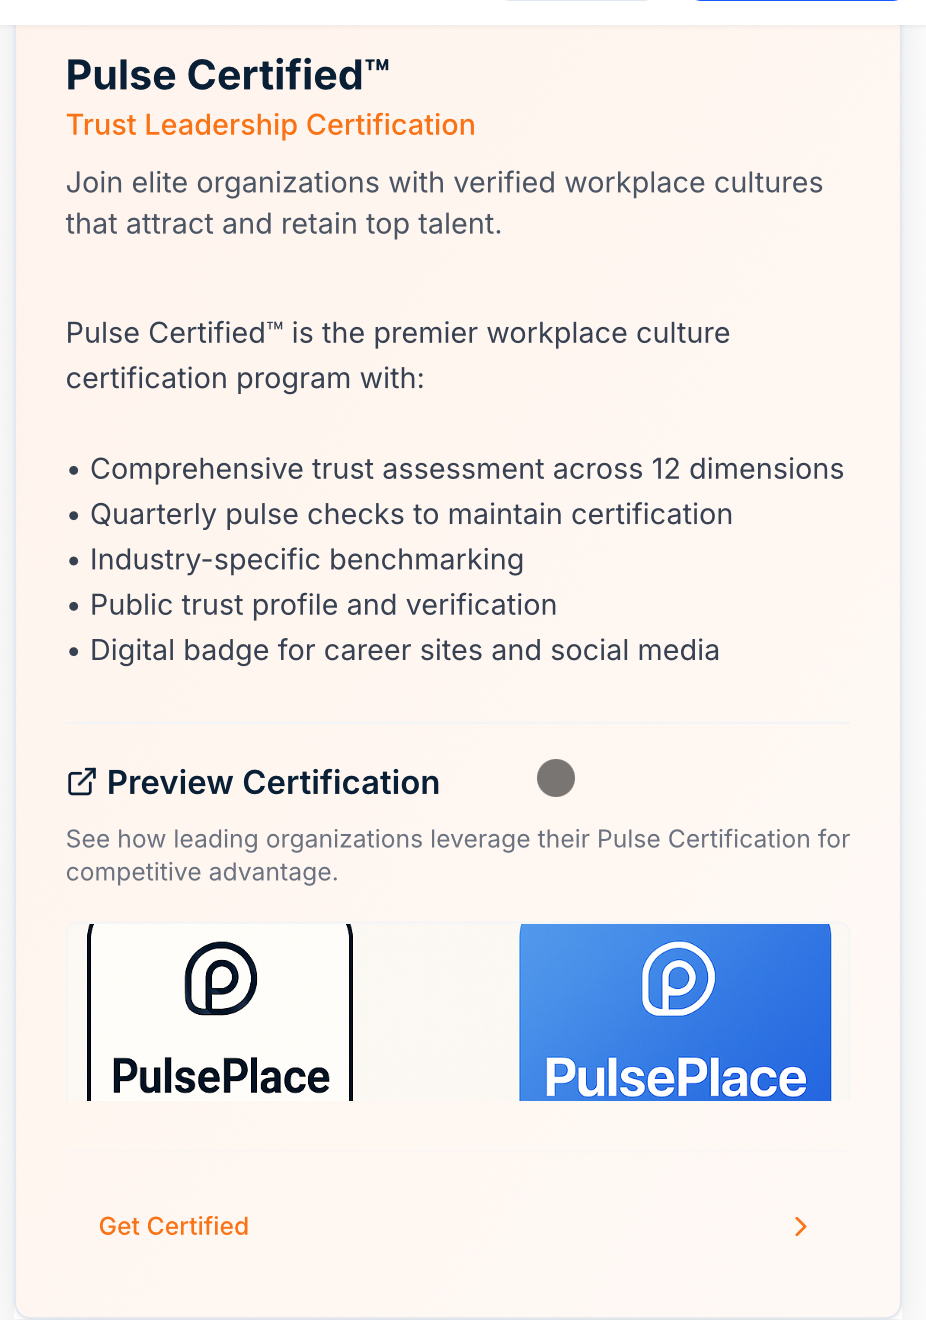 Pulse Certified™
Trust Leadership Certification
Join elite organizations with verified workplace cultures
that attract and retain top talent.
Pulse Certified™ is the premier workplace culture
certification program with:
• Comprehensive trust assessment across 12 dimensions
• Quarterly pulse checks to maintain certification
• Industry-specific benchmarking
• Public trust profile and verification
• Digital badge for career sites and social media
Preview Certification
See how leading organizations leverage their Pulse Certification for
competitive advantage.
PulsePlace
PulsePlace
Get Certified